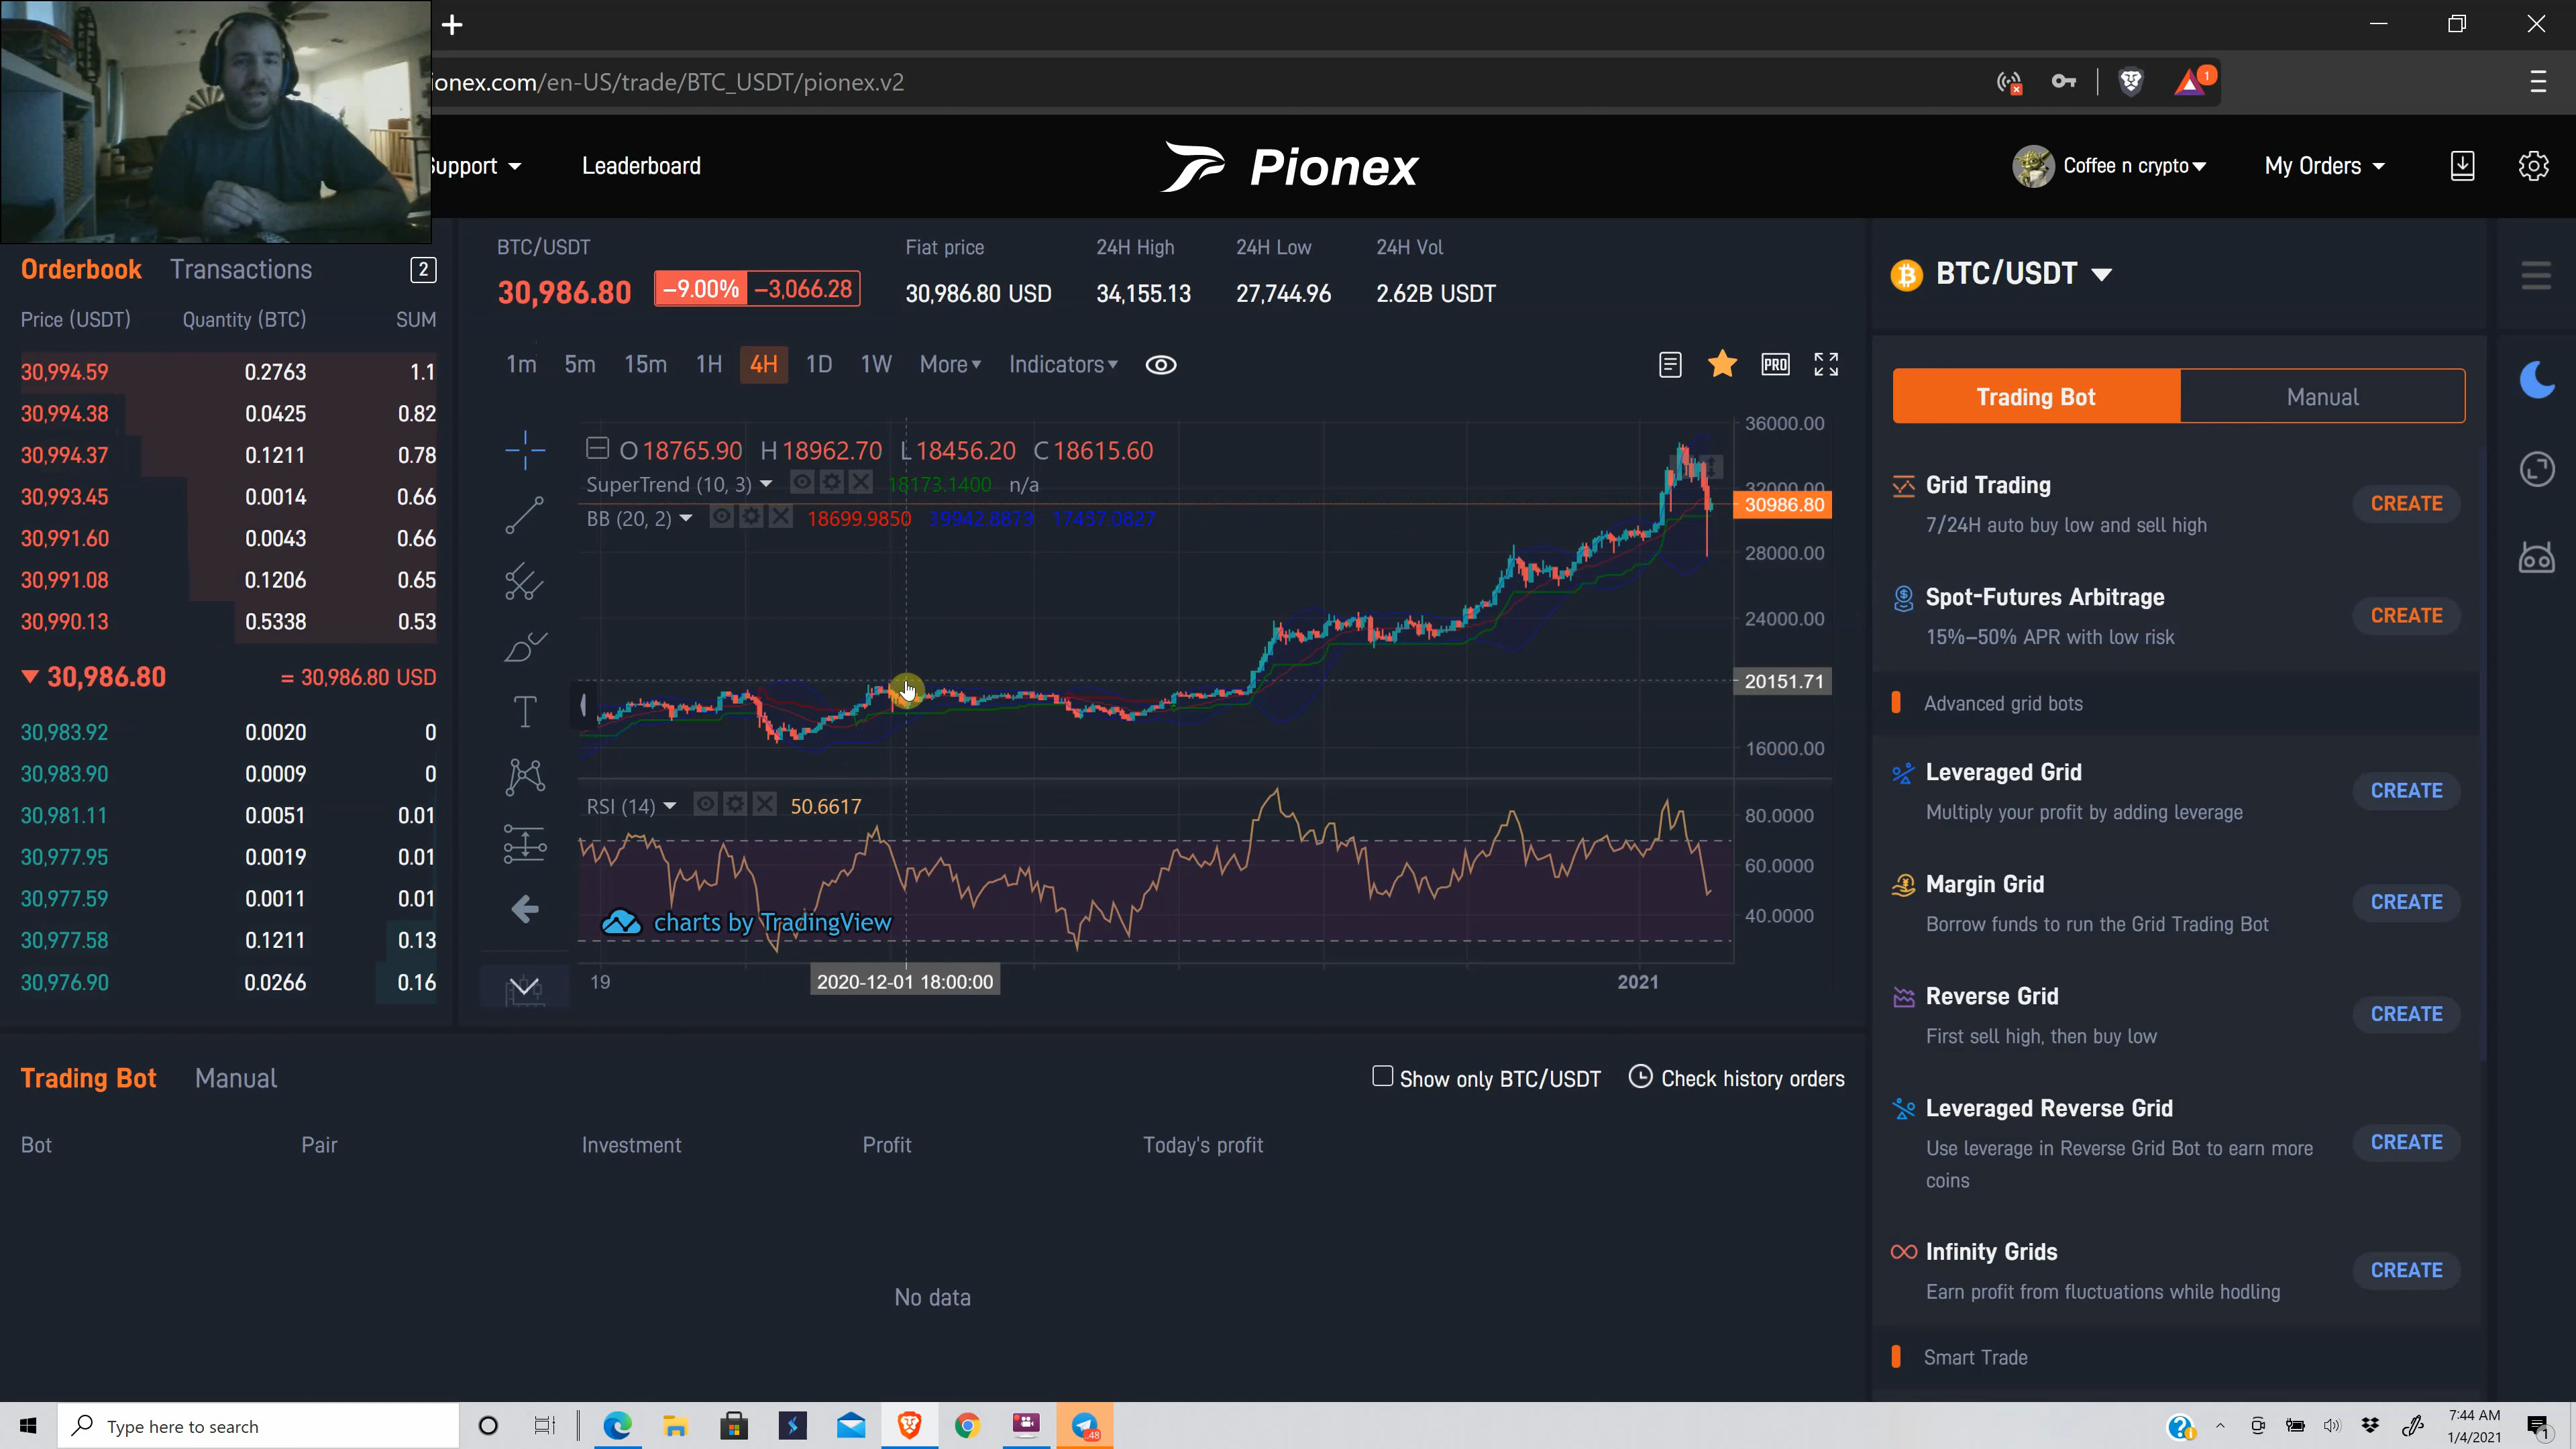 ionex.com/en-US/trade/BTC_USDT/pionex.v2
1
upport
Leaderboard
Pionex
Coffee n crypto
My Orders
Orderbook Transactions 2
Price (USDT) Quantity (BTC) SUM
30,994.59 0.2763 1.1
30,994.38 0.0425 0.82
30,994.37 0.1211 0.78
30,993.45 0.0014 0.66
30,991.60 0.0043 0.66
30,991.08 0.1206 0.65
30,990.13 0.5338 0.53
30,986.80 = 30,986.80 USD
30,983.92 0.0020 0
30,983.90 0.0009 0
30,981.11 0.0051 0.01
30,977.95 0.0019 0.01
30,977.59 0.0011 0.01
30,977.58 0.1211 0.13
30,976.90 0.0266 0.16
BTC/USDT Fiat price 24H High 24H Low 24H Vol
30,986.80 -9.00% -3,066.28 30,986.80 USD 34,155.13 27,744.96 2.62B USDT
1m 5m 15m 1H 4H 1D 1W More Indicators PRO
O 18765.90 H 18962.70 L 18456.20 C 18615.60
SuperTrend (10, 3) 18173.1400 n/a
BB (20, 2) 18699.9850 17457.0827
36000.00
32000.00
30986.80
28000.00
24000.00
20151.71
16000.00
RSI (14) 50.6617
80.0000
60.0000
40.0000
charts by TradingView
19 2020-12-01 18:00:00 2021
BTC/USDT
Trading Bot Manual
Grid Trading
7/24H auto buy low and sell high
CREATE
Spot-Futures Arbitrage
15%–50% APR with low risk
CREATE
Advanced grid bots
Leveraged Grid
Multiply your profit by adding leverage
CREATE
Margin Grid
Borrow funds to run the Grid Trading Bot
CREATE
Reverse Grid
First sell high, then buy low
CREATE
Leveraged Reverse Grid
Use leverage in Reverse Grid Bot to earn more
coins
CREATE
Infinity Grids
Earn profit from fluctuations while hodling
CREATE
Smart Trade
Trading Bot Manual Show only BTC/USDT Check history orders
Bot Pair Investment Profit Today's profit
No data
Type here to search
48
7:44 AM
1/4/2021
1